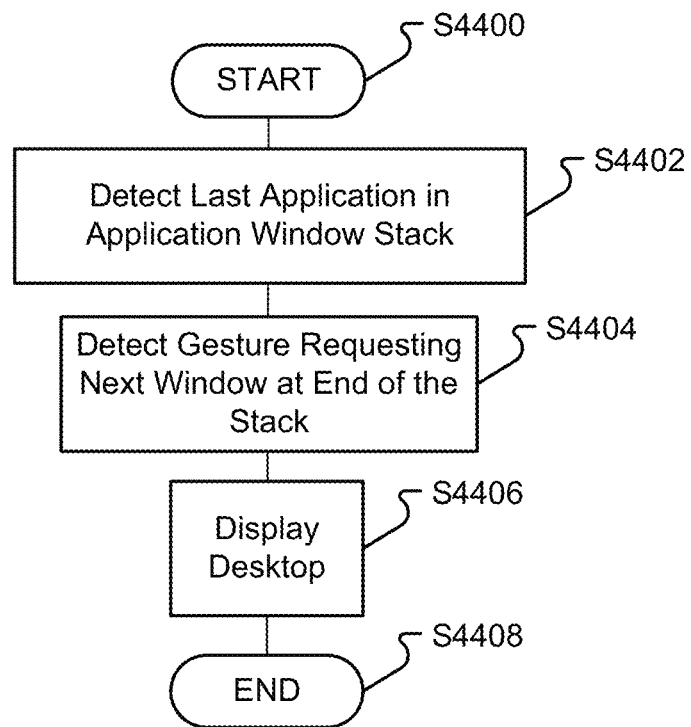 S4400
START
S4402
Detect Last Application in
Application Window Stack
S4404
Detect Gesture Requesting
Next Window at End of the
Stack
S4406
Display
Desktop
S4408
END